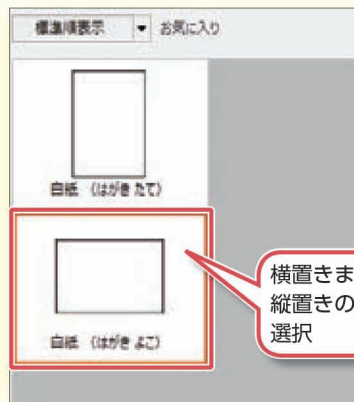 標準順表示 ▼ お気に入り
白紙 (はがき たて)
白紙 (はがき よこ)
横置きま
縦置きの
選択